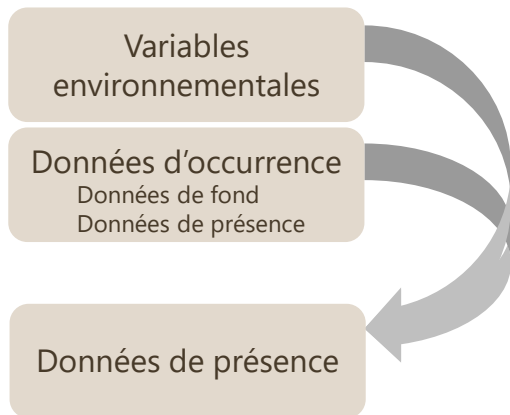 Variables
environnementales
Données d’occurrence
Données de fond
Données de présence
Données de présence